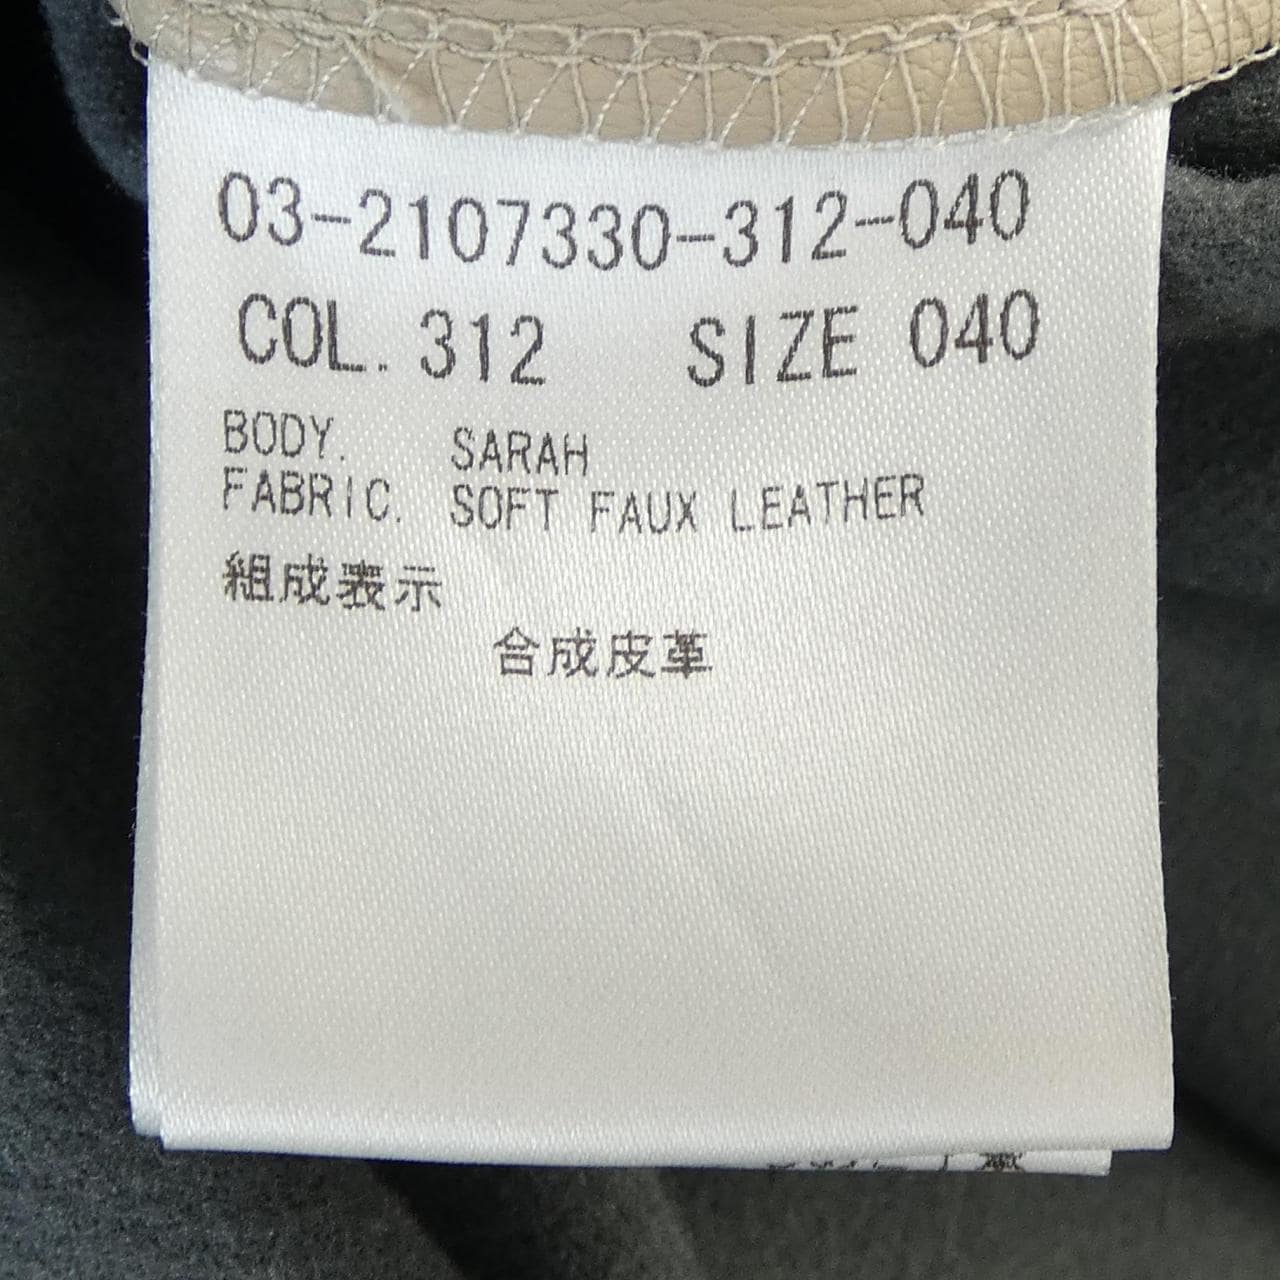 03-2107330-312-040
COL. 312 SIZE 040
BODY. SARAH
FABRIC. SOFT FAUX LEATHER
組成表示
合成皮革